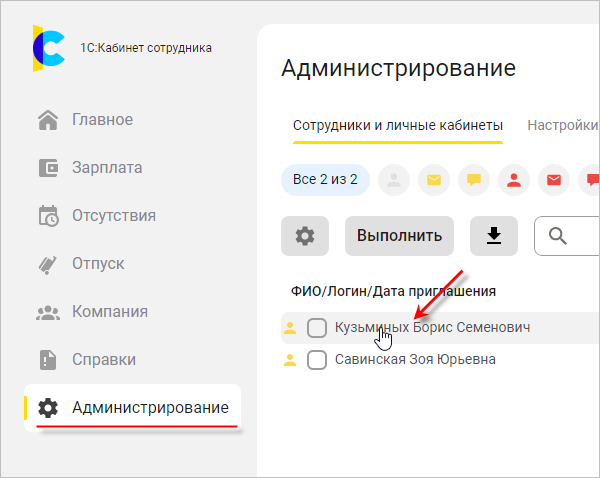 1С:Кабинет сотрудника
Главное
Зарплата
Отсутствия
Отпуск
Компания
Справки
Администрирование
Администрирование
Сотрудники и личные кабинеты
Настройки
Все 2 из 2
Выполнить
ФИО/Логин/Дата приглашения
Кузьминых Борис Семенович
Савинская Зоя Юрьевна